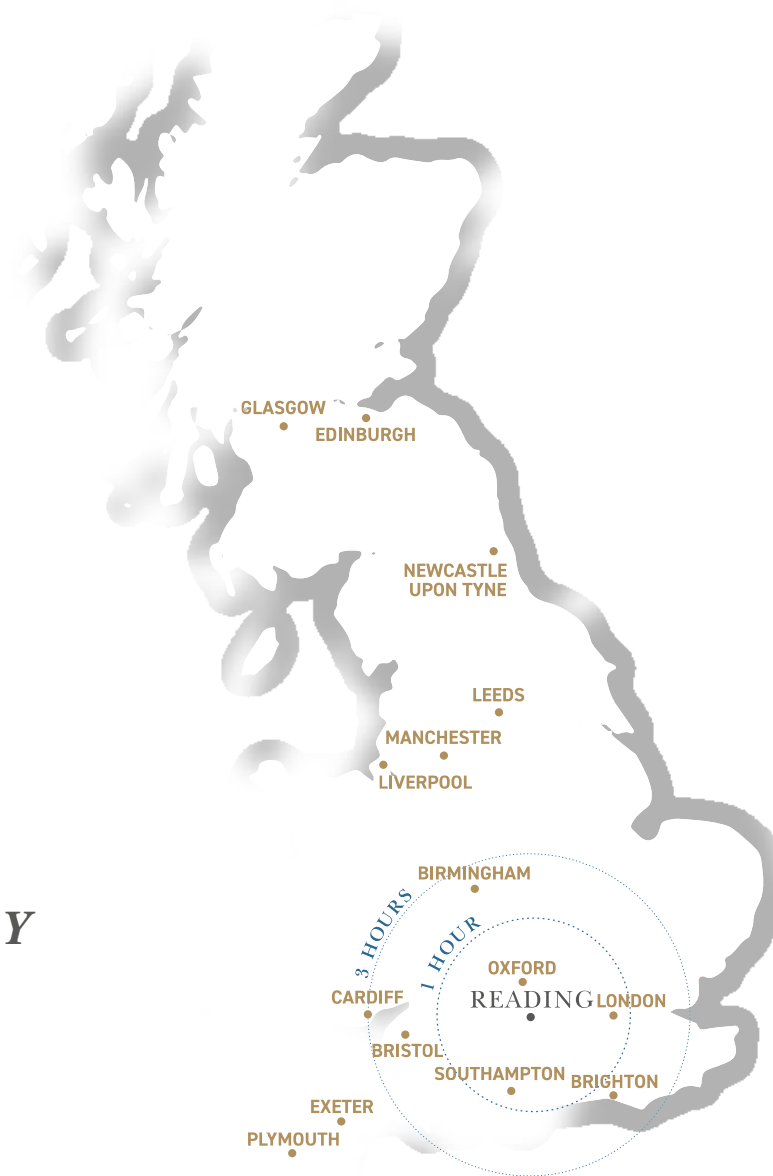 GLASGOW
EDINBURGH
NEWCASTLE
UPON TYNE
LEEDS
MANCHESTER
LIVERPOOL
BIRMINGHAM
3 HOURS
1 HOUR
Y
OXFORD
CARDIFF
READING
LONDON
BRISTOL
SOUTHAMPTON
BRIGHTON
EXETER
PLYMOUTH